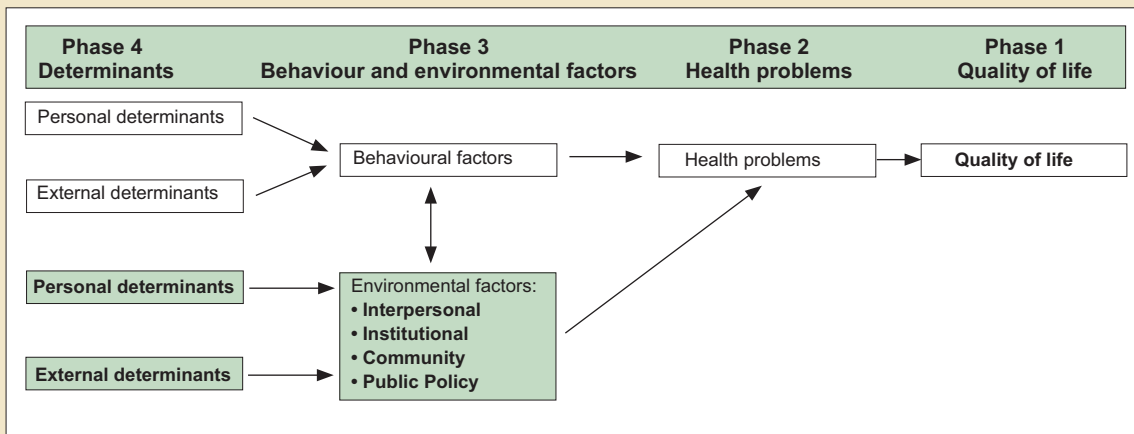 Phase 4
Determinants
Phase 3
Behaviour and environmental factors
Phase 2
Health problems
Phase 1
Quality of life
Personal determinants
External determinants
Behavioural factors
Health problems
Quality of life
Personal determinants
External determinants
Environmental factors:
• Interpersonal
• Institutional
• Community
• Public Policy